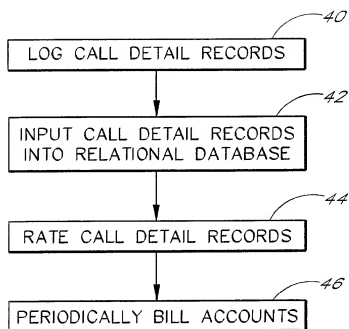 40
LOG CALL DETAIL RECORDS
42
INPUT CALL DETAIL RECORDS
INTO RELATIONAL DATABASE
44
RATE CALL DETAIL RECORDS
46
PERIODICALLY BILL ACCOUNTS